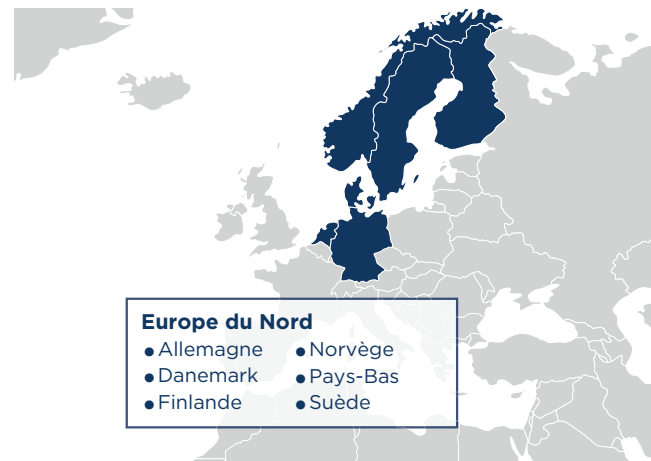 Europe du Nord
• Allemagne
• Danemark
• Finlande
• Norvège
• Pays-Bas
• Suède